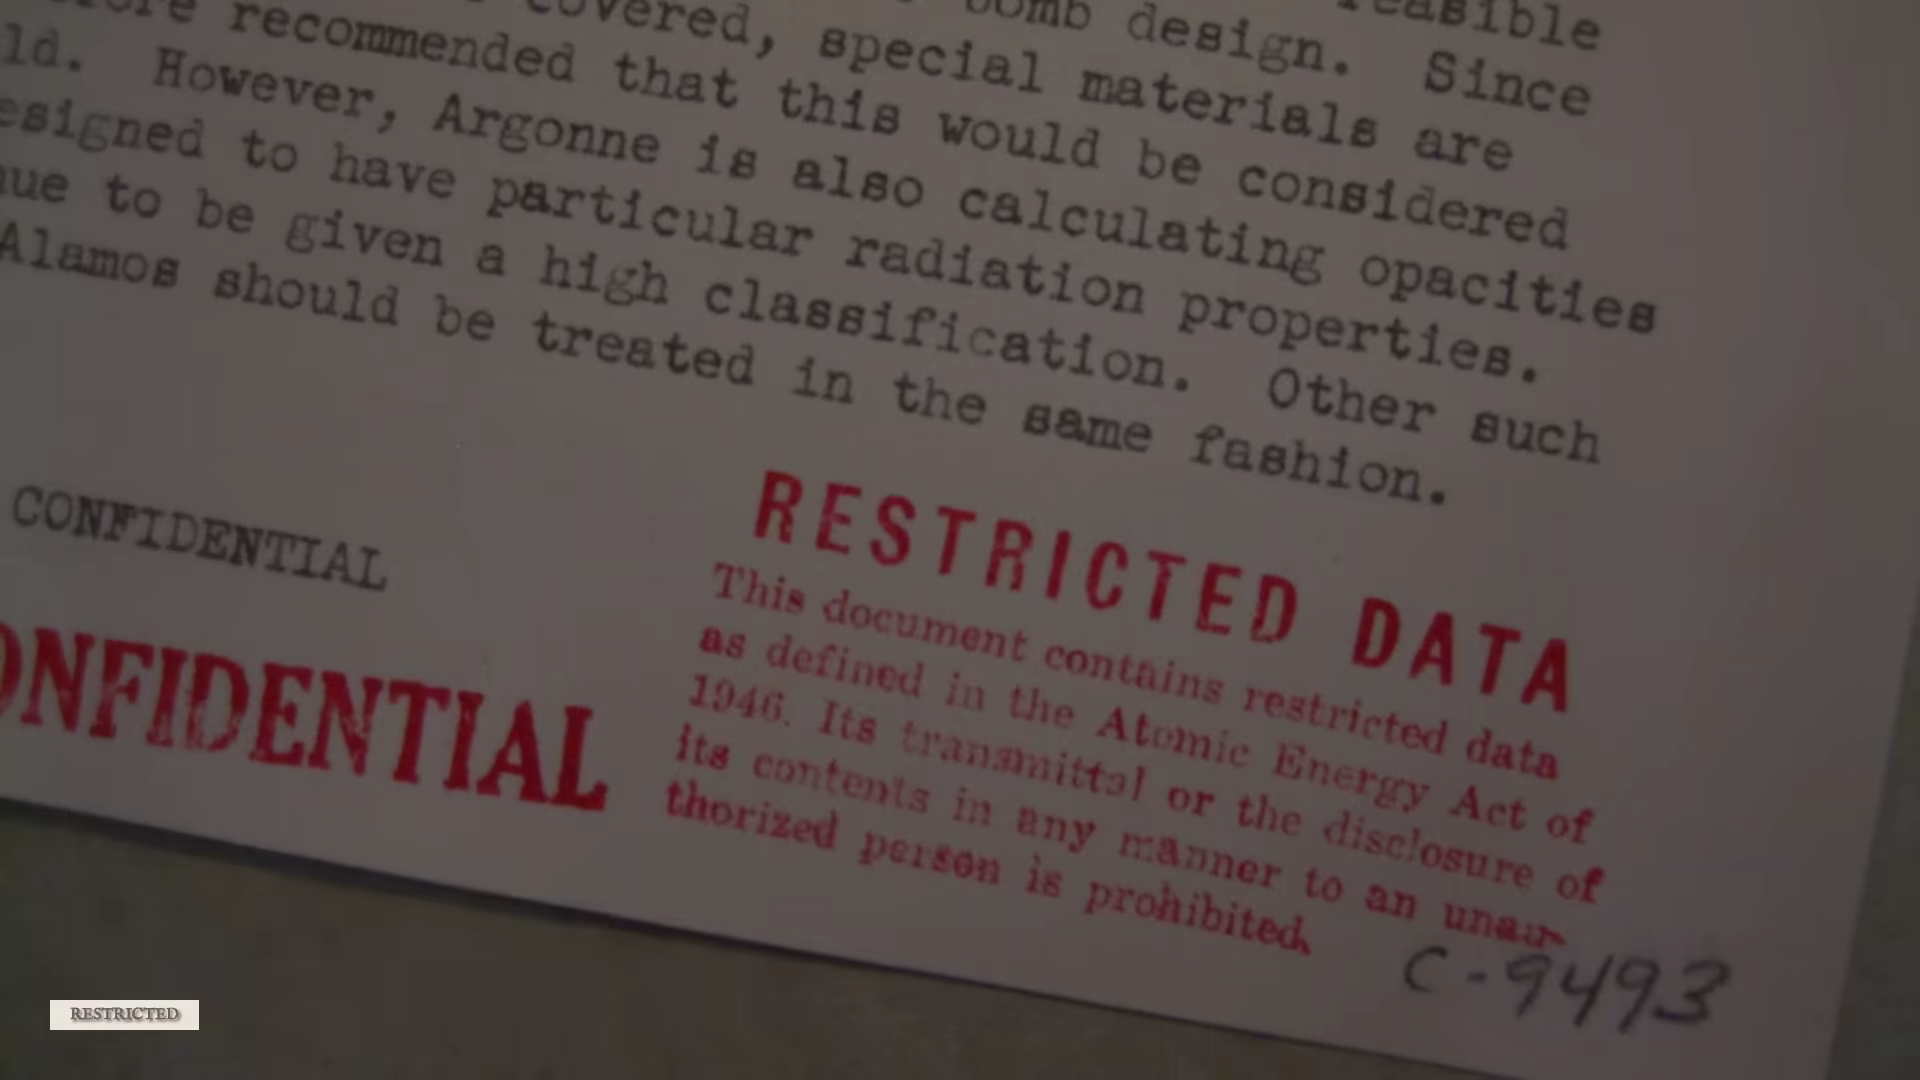 feasible
bomb design. Since
covered, special materials are
recommended that this would be considered
ld. However, Argonne is also calculating opacities
esigned to have particular radiation properties.
nue to be given a high classification. Other such
Alamos should be treated in the same fashion.
CONFIDENTIAL
ONFIDENTIAL
RESTRICTED DATA
This document contains restricted data
as defined in the Atomic Energy Act of
1946. Its transmittal or the disclosure of
its contents in any manner to an unau-
thorized person is prohibited.
C-9493
RESTRICTED